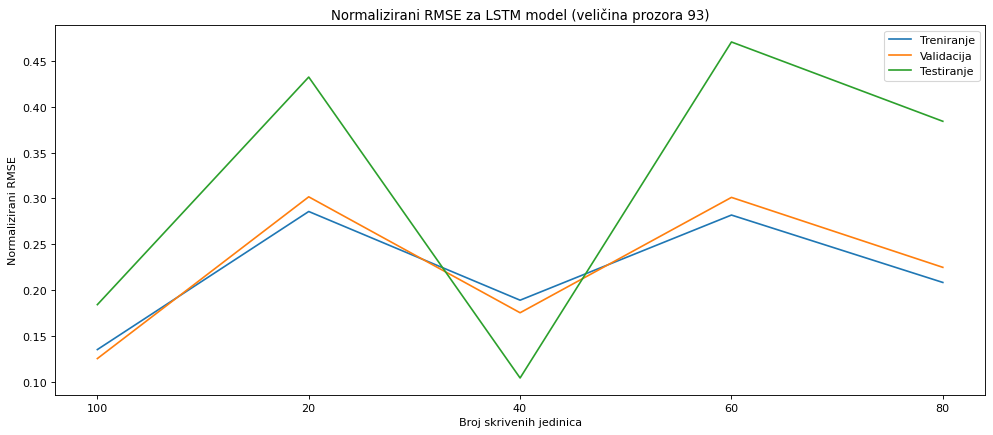 Normalizirani RMSE za LSTM model (veličina prozora 93)
Treniranje
Validacija
Testiranje
Normalizirani RMSE
0.45
0.40
0.35
0.30
0.25
0.20
0.15
0.10
100
20
40
60
80
Broj skrivenih jedinica